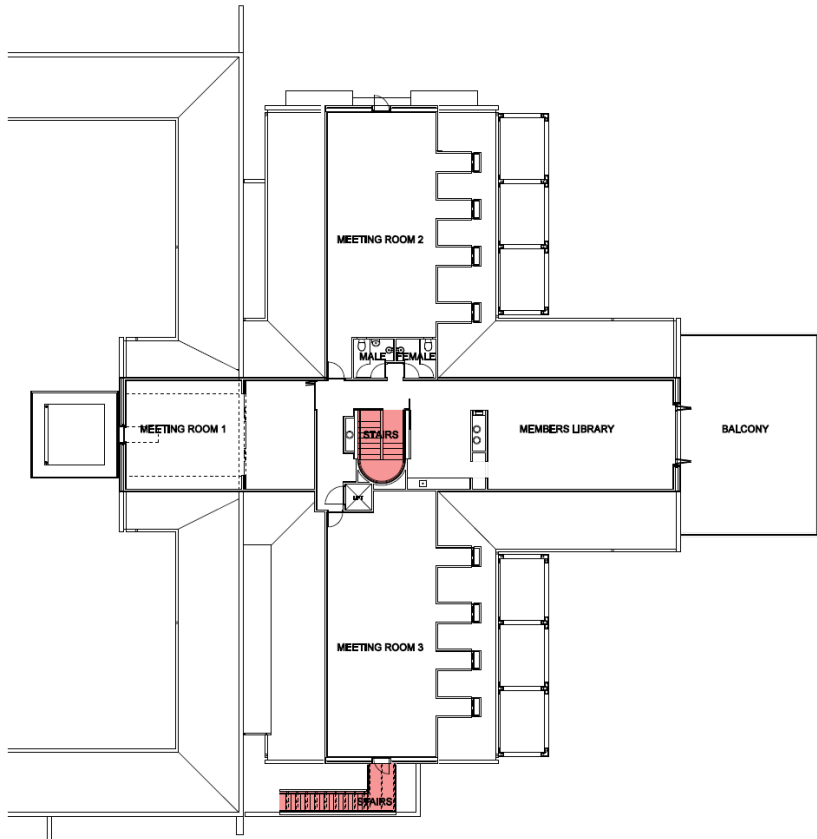 MEETING ROOM 2
MALE
FEMALE
MEETING ROOM 1
STAIRS
MEMBERS LIBRARY
BALCONY
LIFT
MEETING ROOM 3
STAIRS